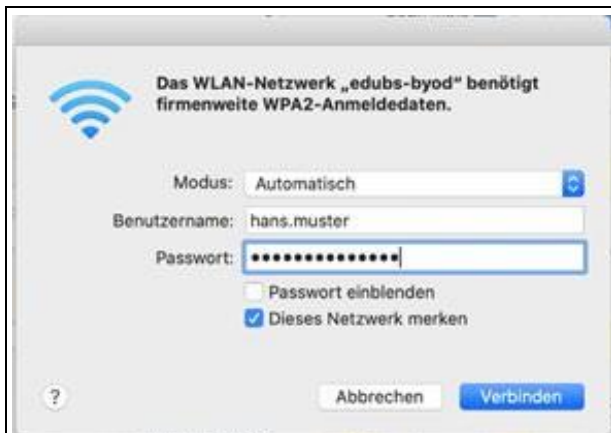 Das WLAN-Netzwerk „edubs-byod" benötigt
firmenweite WPA2-Anmeldedaten.
Modus: Automatisch
Benutzername: hans.muster
Passwort: ••••••••••••••
Passwort einblenden
Dieses Netzwerk merken
? Abbrechen Verbinden